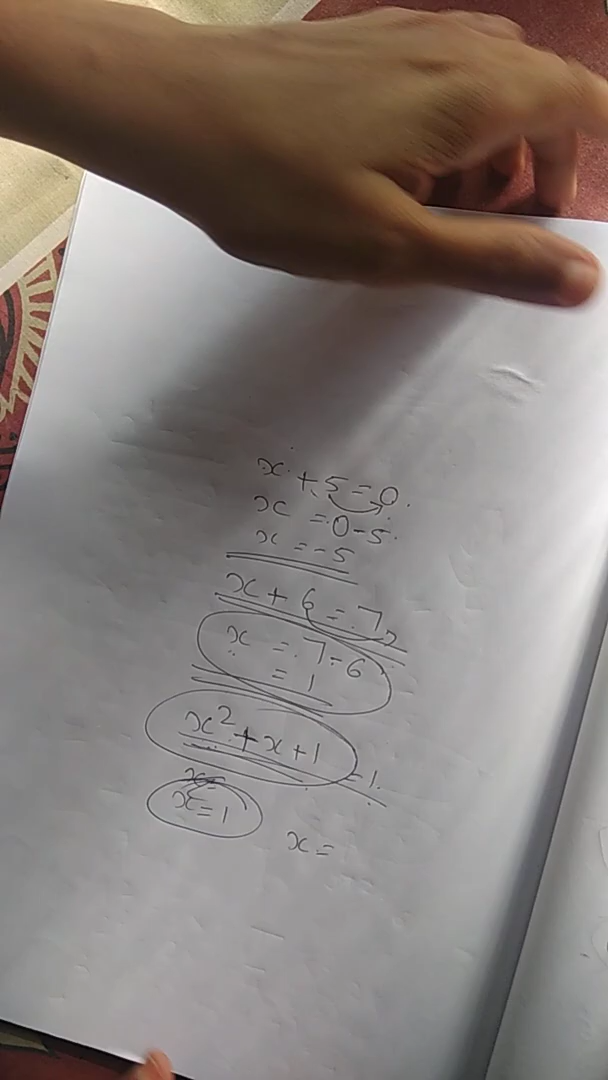 x + 5 = 0
x = 0 - 5
x = -5
x + 6 = 7
x = 7 - 6
= 1
x² + x + 1 = 1
x = 1
x =